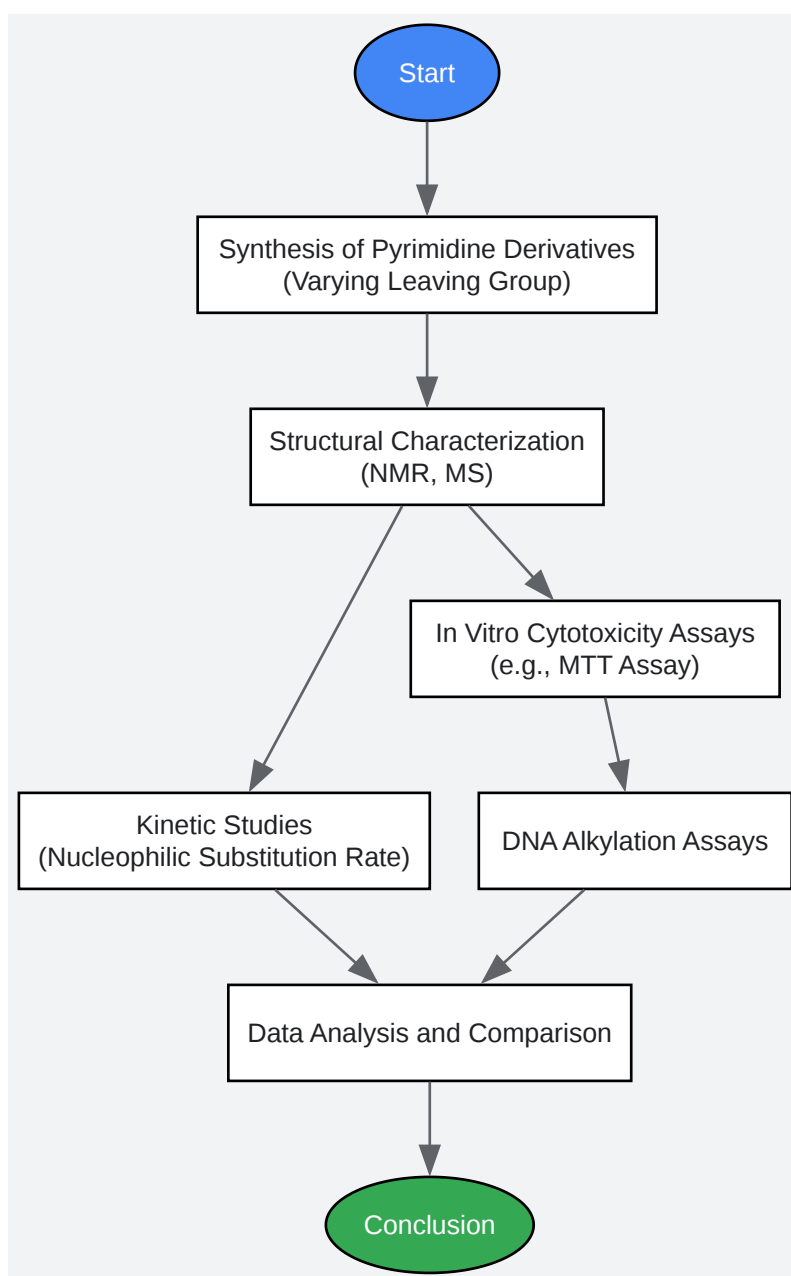 Start
Synthesis of Pyrimidine Derivatives
(Varying Leaving Group)
Structural Characterization
(NMR, MS)
In Vitro Cytotoxicity Assays
(e.g., MTT Assay)
Kinetic Studies
(Nucleophilic Substitution Rate)
DNA Alkylation Assays
Data Analysis and Comparison
Conclusion